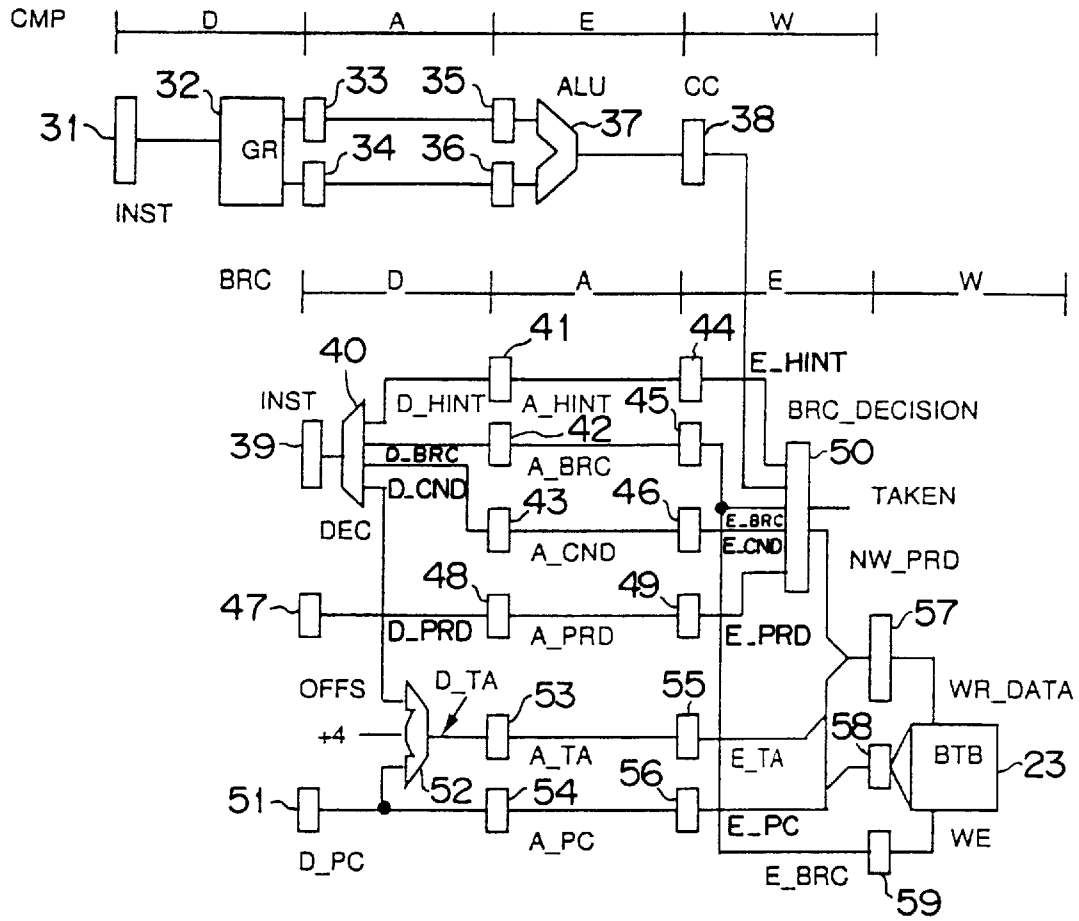 CMP D A E W
32 33 35 ALU CC
31 37 38
GR 34 36
INST
BRC D A E W
40 41 44
E_HINT
INST D_HINT A_HINT 45 BRC_DECISION
39 42 50
D_BRC A_BRC
D_CND 43 46 TAKEN
DEC E_BRC
A_CND E_CND
NW_PRD
47 48 49 57
D_PRD A_PRD E_PRD
OFFS D_TA 53 55 WR_DATA
+4 58
A_TA E_TA BTB 23
51 52 54 56
E_PC
D_PC A_PC WE
E_BRC 59